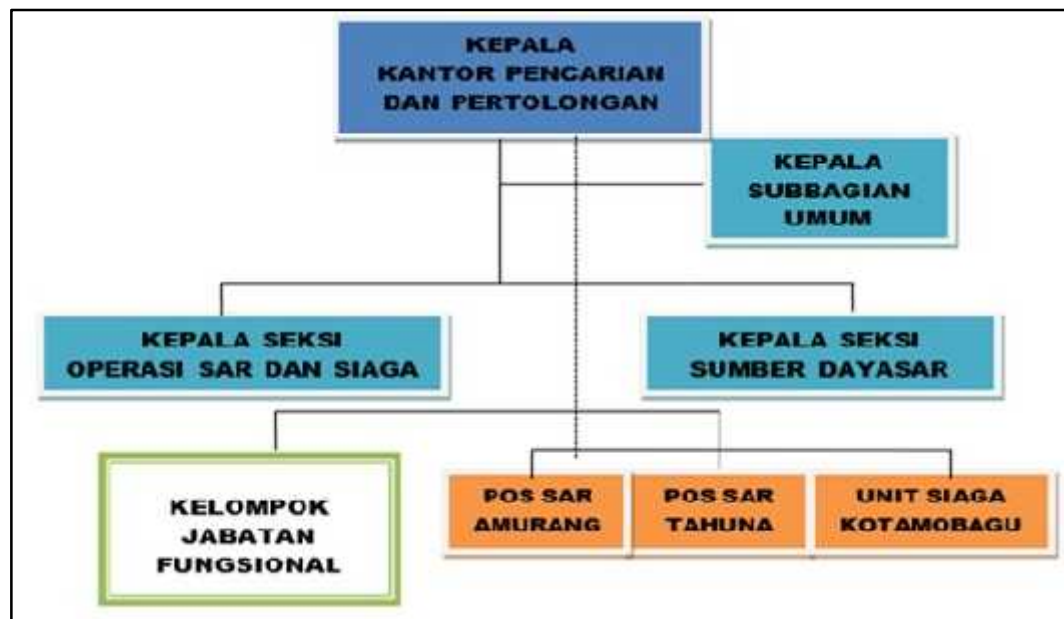 KEPALA
KANTOR PENCARIAN
DAN PERTOLONGAN
KEPALA
SUBBAGIAN
UMUM
KEPALA SEKSI
OPERASI SAR DAN SIAGA
KEPALA SEKSI
SUMBER DAYASAR
KELOMPOK
JABATAN
FUNGSIONAL
POS SAR
AMURANG
POS SAR
TAHUNA
UNIT SIAGA
KOTAMOBAGU